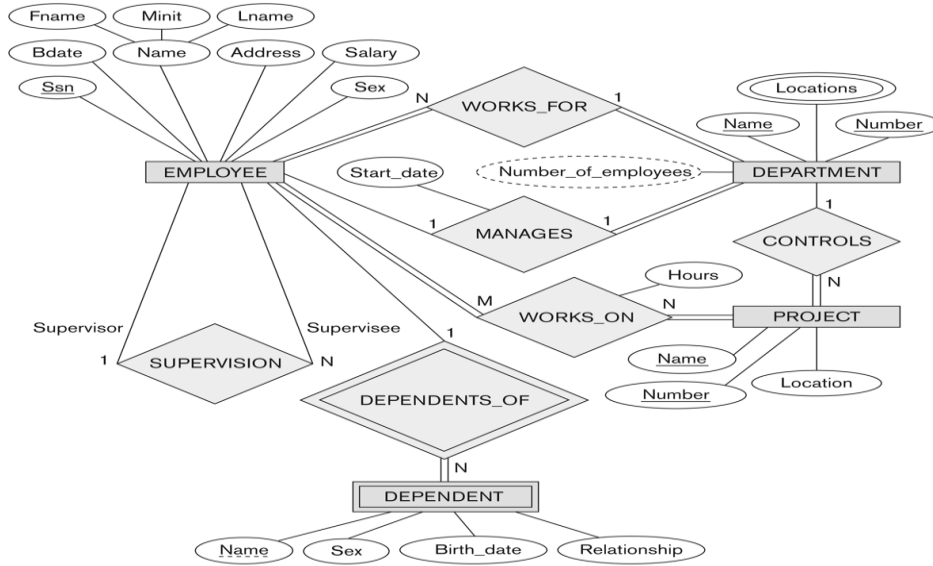 Fname
Minit
Lname
Bdate
Name
Address
Salary
Ssn
Sex
N
WORKS_FOR
1
Locations
Name
Number
EMPLOYEE
Start_date
Number_of_employees
DEPARTMENT
1
MANAGES
1
1
CONTROLS
Hours
N
M
WORKS_ON
N
PROJECT
Supervisor
Supervisee
1
SUPERVISION
N
1
Name
Number
Location
DEPENDENTS_OF
N
DEPENDENT
Name
Sex
Birth_date
Relationship